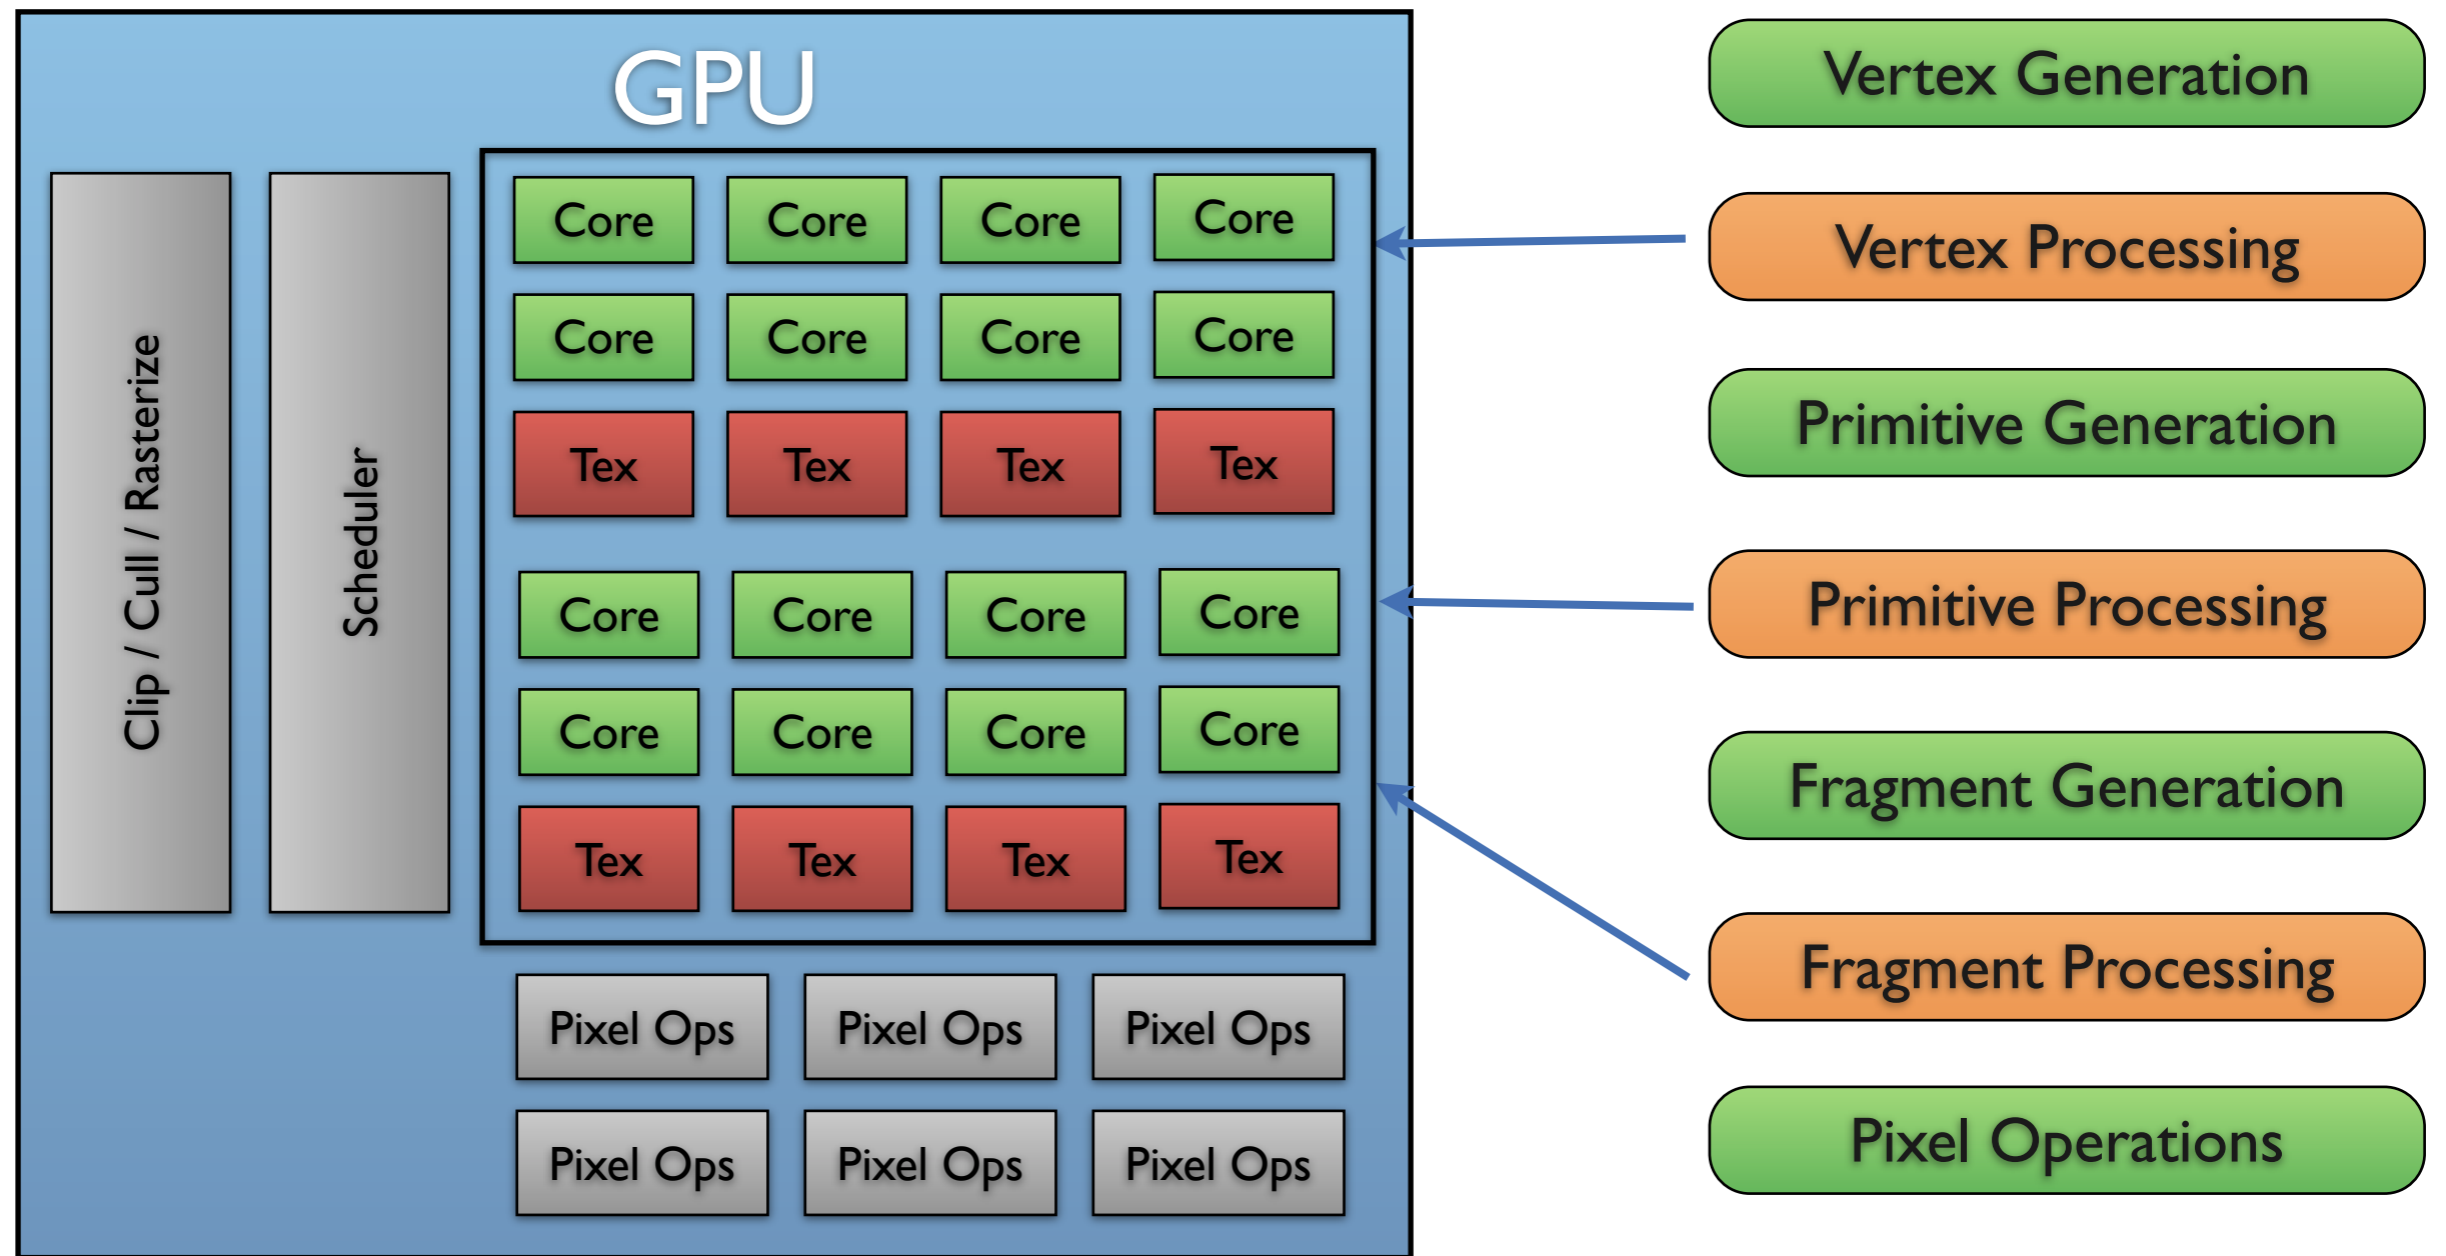 GPU
Clip / Cull / Rasterize
Scheduler
Core Core Core Core
Core Core Core Core
Tex Tex Tex Tex
Core Core Core Core
Core Core Core Core
Tex Tex Tex Tex
Pixel Ops Pixel Ops Pixel Ops
Pixel Ops Pixel Ops Pixel Ops
Vertex Generation
Vertex Processing
Primitive Generation
Primitive Processing
Fragment Generation
Fragment Processing
Pixel Operations